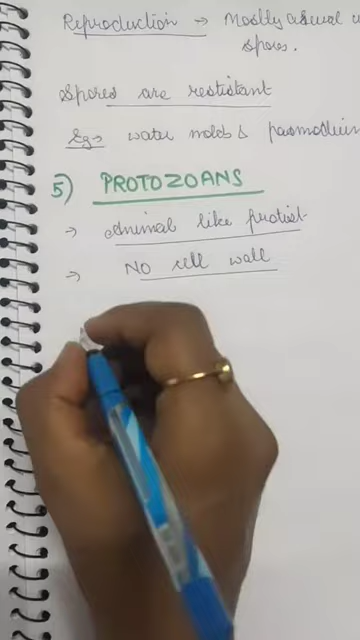 Reproduction → Mostly asexual
spores.
Spores are resistant
Eg → water molds &
5) PROTOZOANS
→ Animal like protist
→ No cell wall